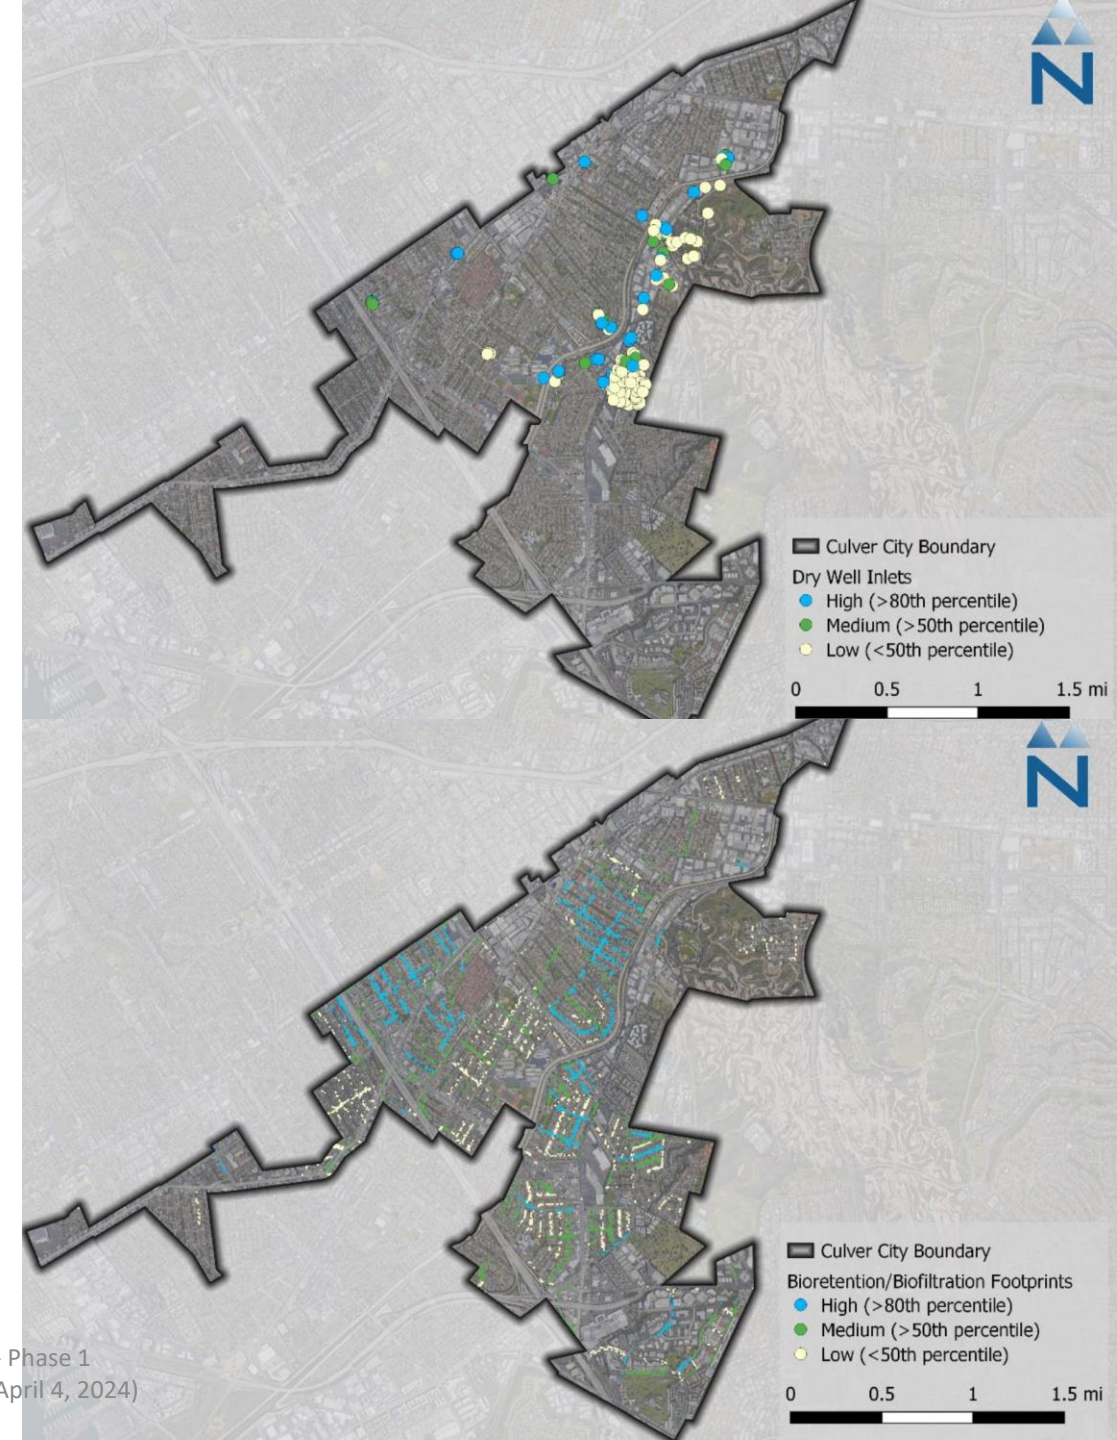 N
Culver City Boundary
Dry Well Inlets
High (>80th percentile)
Medium (>50th percentile)
Low (<50th percentile)
0 0.5 1 1.5 mi
N
Culver City Boundary
Bioretention/Biofiltration Footprints
High (>80th percentile)
Medium (>50th percentile)
Low (<50th percentile)
0 0.5 1 1.5 mi
Phase 1
April 4, 2024)